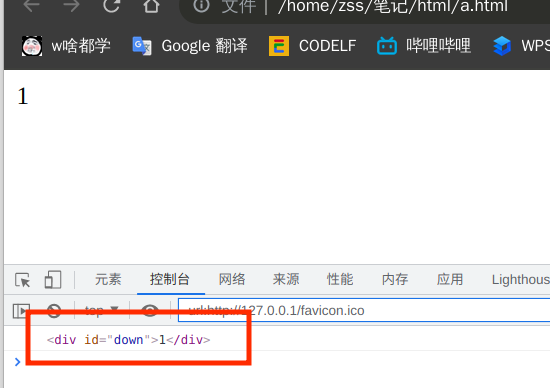 文件 | /home/zss/笔记/html/a.html
w啥都学 Google 翻译 CODELF 哔哩哔哩 WPS
1
元素 控制台 网络 来源 性能 内存 应用 Lighthous
top ▼ -url:http://127.0.0.1/favicon.ico
<div id="down">1</div>
>